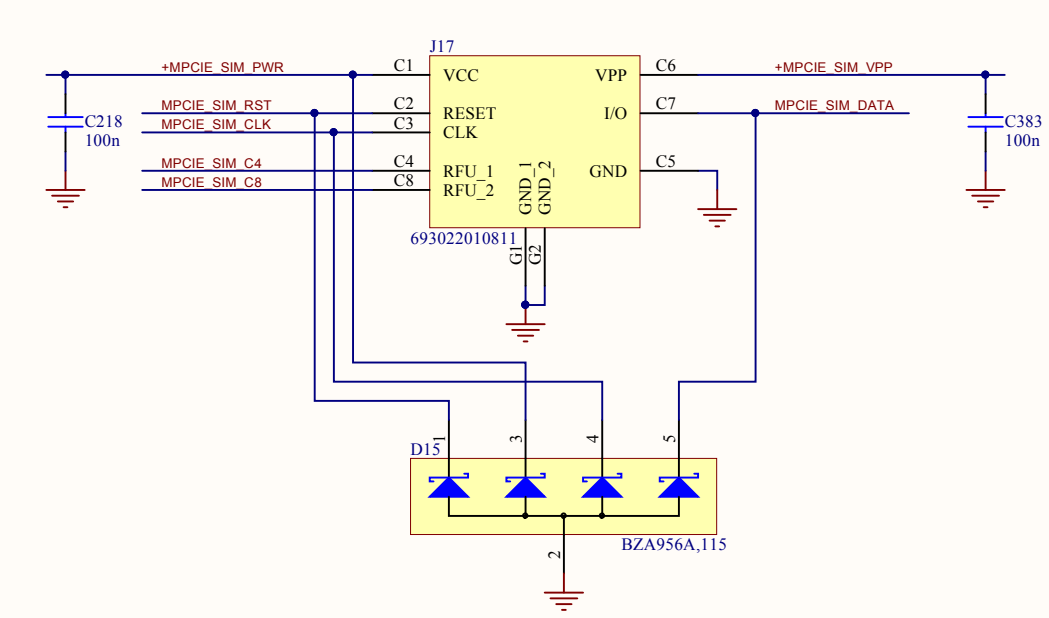 J17
+MPCIE_SIM_PWR
C1
VCC
VPP
C6
+MPCIE_SIM_VPP
MPCIE_SIM_RST
C2
RESET
I/O
C7
MPCIE_SIM_DATA
C218
100n
MPCIE_SIM_CLK
C3
CLK
C383
100n
MPCIE_SIM_C4
C4
RFU_1
GND
C5
MPCIE_SIM_C8
C8
RFU_2
GND_1
GND_2
693022010811
G1
G2
D15
1
3
4
5
2
BZA956A,115